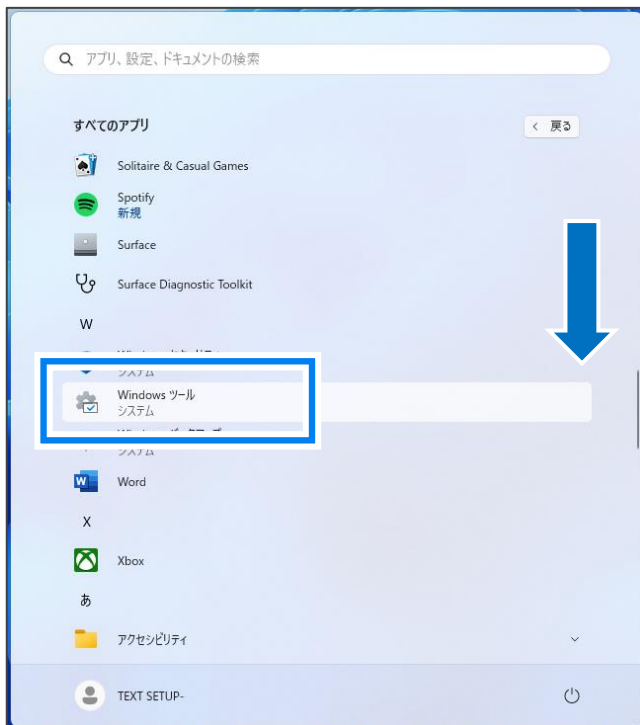 アプリ、設定、ドキュメントの検索
すべてのアプリ
戻る
Solitaire & Casual Games
Spotify
新規
Surface
Surface Diagnostic Toolkit
W
システム
Windows ツール
システム
システム
Word
X
Xbox
あ
アクセシビリティ
TEXT SETUP-